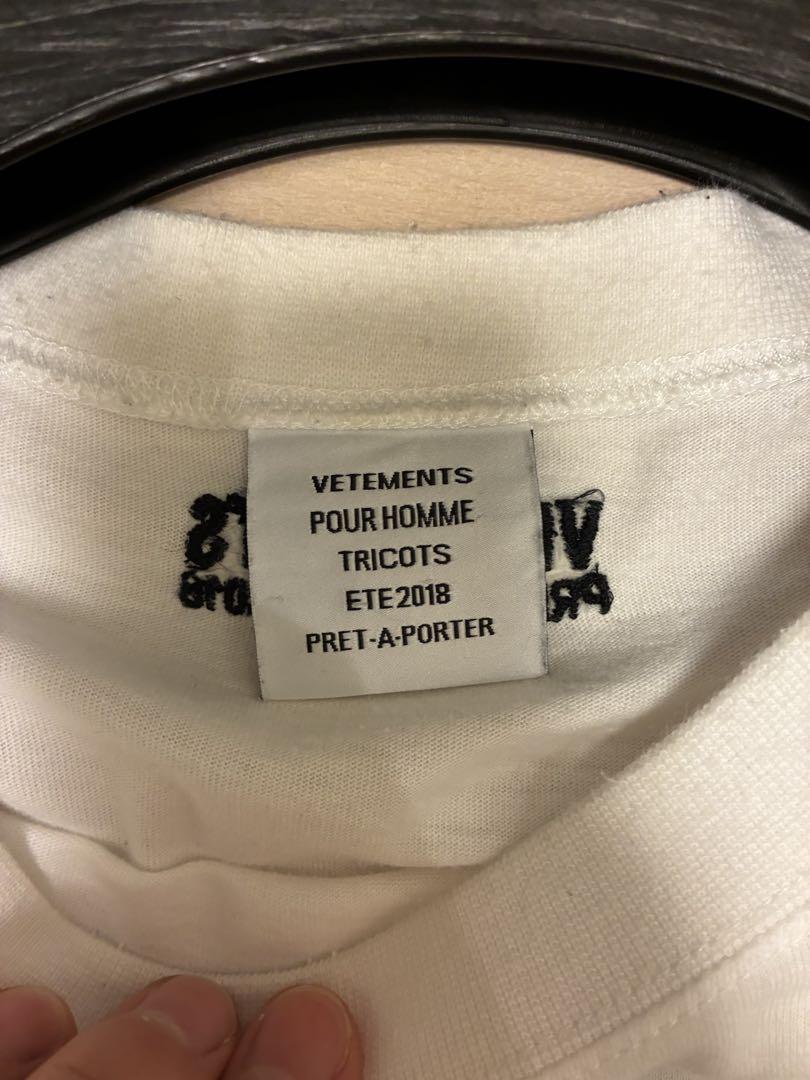 VETEMENTS
POUR HOMME
TRICOTS
ETE2018
PRET-A-PORTER